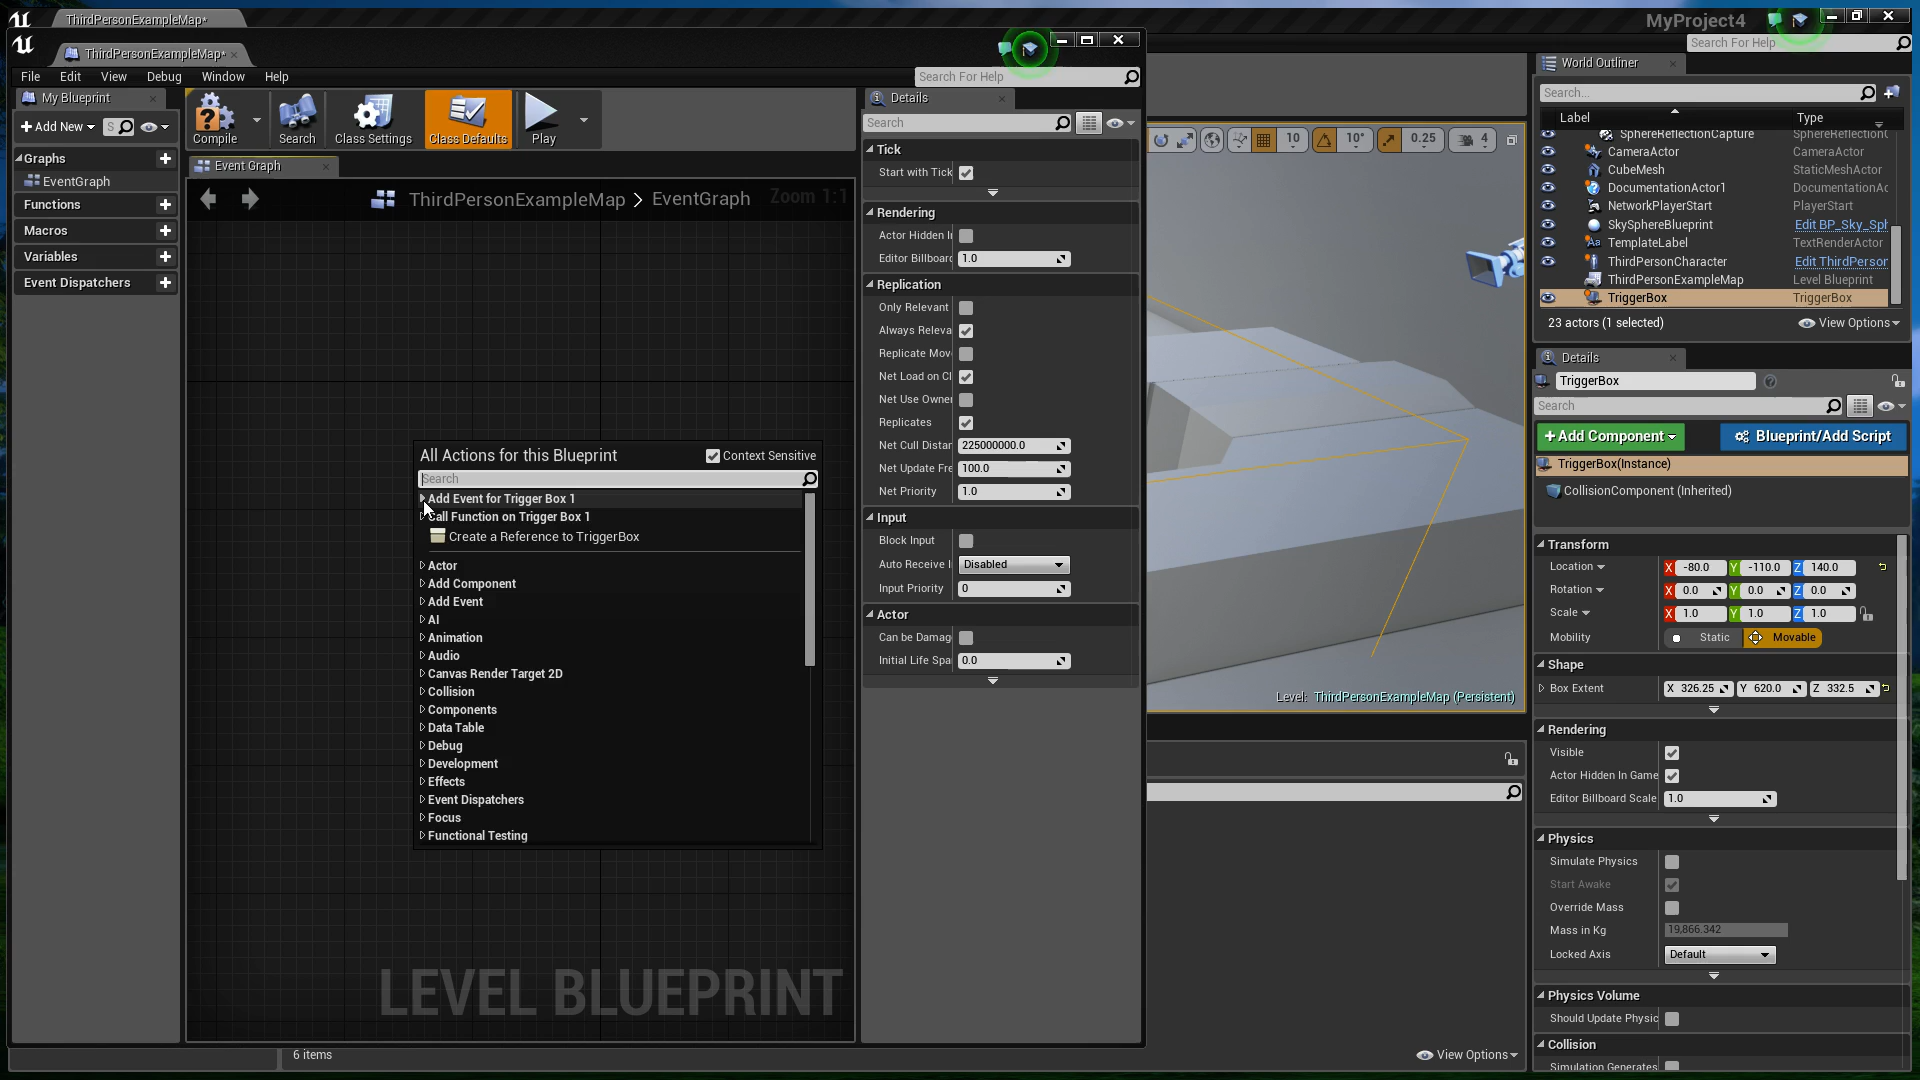 ThirdPersonExampleMap*
MyProject4
Search For Help
ThirdPersonExampleMap*
File Edit View Debug Window Help
Search For Help
My Blueprint
+Add New
S
Graphs
EventGraph
Functions
Macros
Variables
Event Dispatchers
Compile
Search
Class Settings
Class Defaults
Play
Event Graph
ThirdPersonExampleMap > EventGraph
Zoom 1:1
All Actions for this Blueprint
Context Sensitive
Search
Add Event for Trigger Box 1
Call Function on Trigger Box 1
Create a Reference to TriggerBox
Actor
Add Component
Add Event
AI
Animation
Audio
Canvas Render Target 2D
Collision
Components
Data Table
Debug
Development
Effects
Event Dispatchers
Focus
Functional Testing
LEVEL BLUEPRINT
6 items
Details
Search
Tick
Start with Tick
Rendering
Actor Hidden I
Editor Billboard 1.0
Replication
Only Relevant
Always Releva
Replicate Mov
Net Load on Cl
Net Use Owner
Replicates
Net Cull Distar 225000000.0
Net Update Fre 100.0
Net Priority 1.0
Input
Block Input
Auto Receive I Disabled
Input Priority 0
Actor
Can be Damag
Initial Life Spa 0.0
10 10° 0.25 4
Level: ThirdPersonExampleMap (Persistent)
View Options
World Outliner
Search...
Label Type
SphereReflectionCapture SphereReflection
CameraActor CameraActor
CubeMesh StaticMeshActor
DocumentationActor1 DocumentationAc
NetworkPlayerStart PlayerStart
SkySphereBlueprint Edit BP_Sky_Sph
TemplateLabel TextRenderActor
ThirdPersonCharacter Edit ThirdPerson
ThirdPersonExampleMap Level Blueprint
TriggerBox TriggerBox
23 actors (1 selected)
View Options
Details
TriggerBox
Search
+Add Component
Blueprint/Add Script
TriggerBox(Instance)
CollisionComponent (Inherited)
Transform
Location X -80.0 Y -110.0 Z 140.0
Rotation X 0.0 Y 0.0 Z 0.0
Scale X 1.0 Y 1.0 Z 1.0
Mobility Static Movable
Shape
Box Extent X 326.25 Y 620.0 Z 332.5
Rendering
Visible
Actor Hidden In Game
Editor Billboard Scale 1.0
Physics
Simulate Physics
Start Awake
Override Mass
Mass in Kg 19,866.342
Locked Axis Default
Physics Volume
Should Update Physic
Collision
Simulation Generates